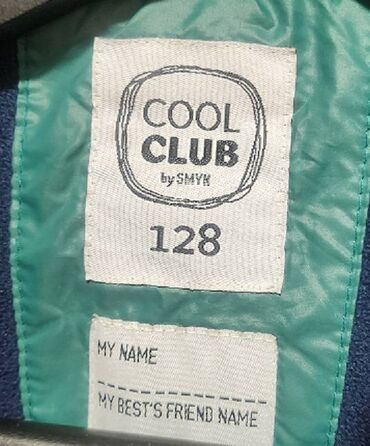 COOL
CLUB
by SMYK
128
MY NAME
MY BEST'S FRIEND NAME